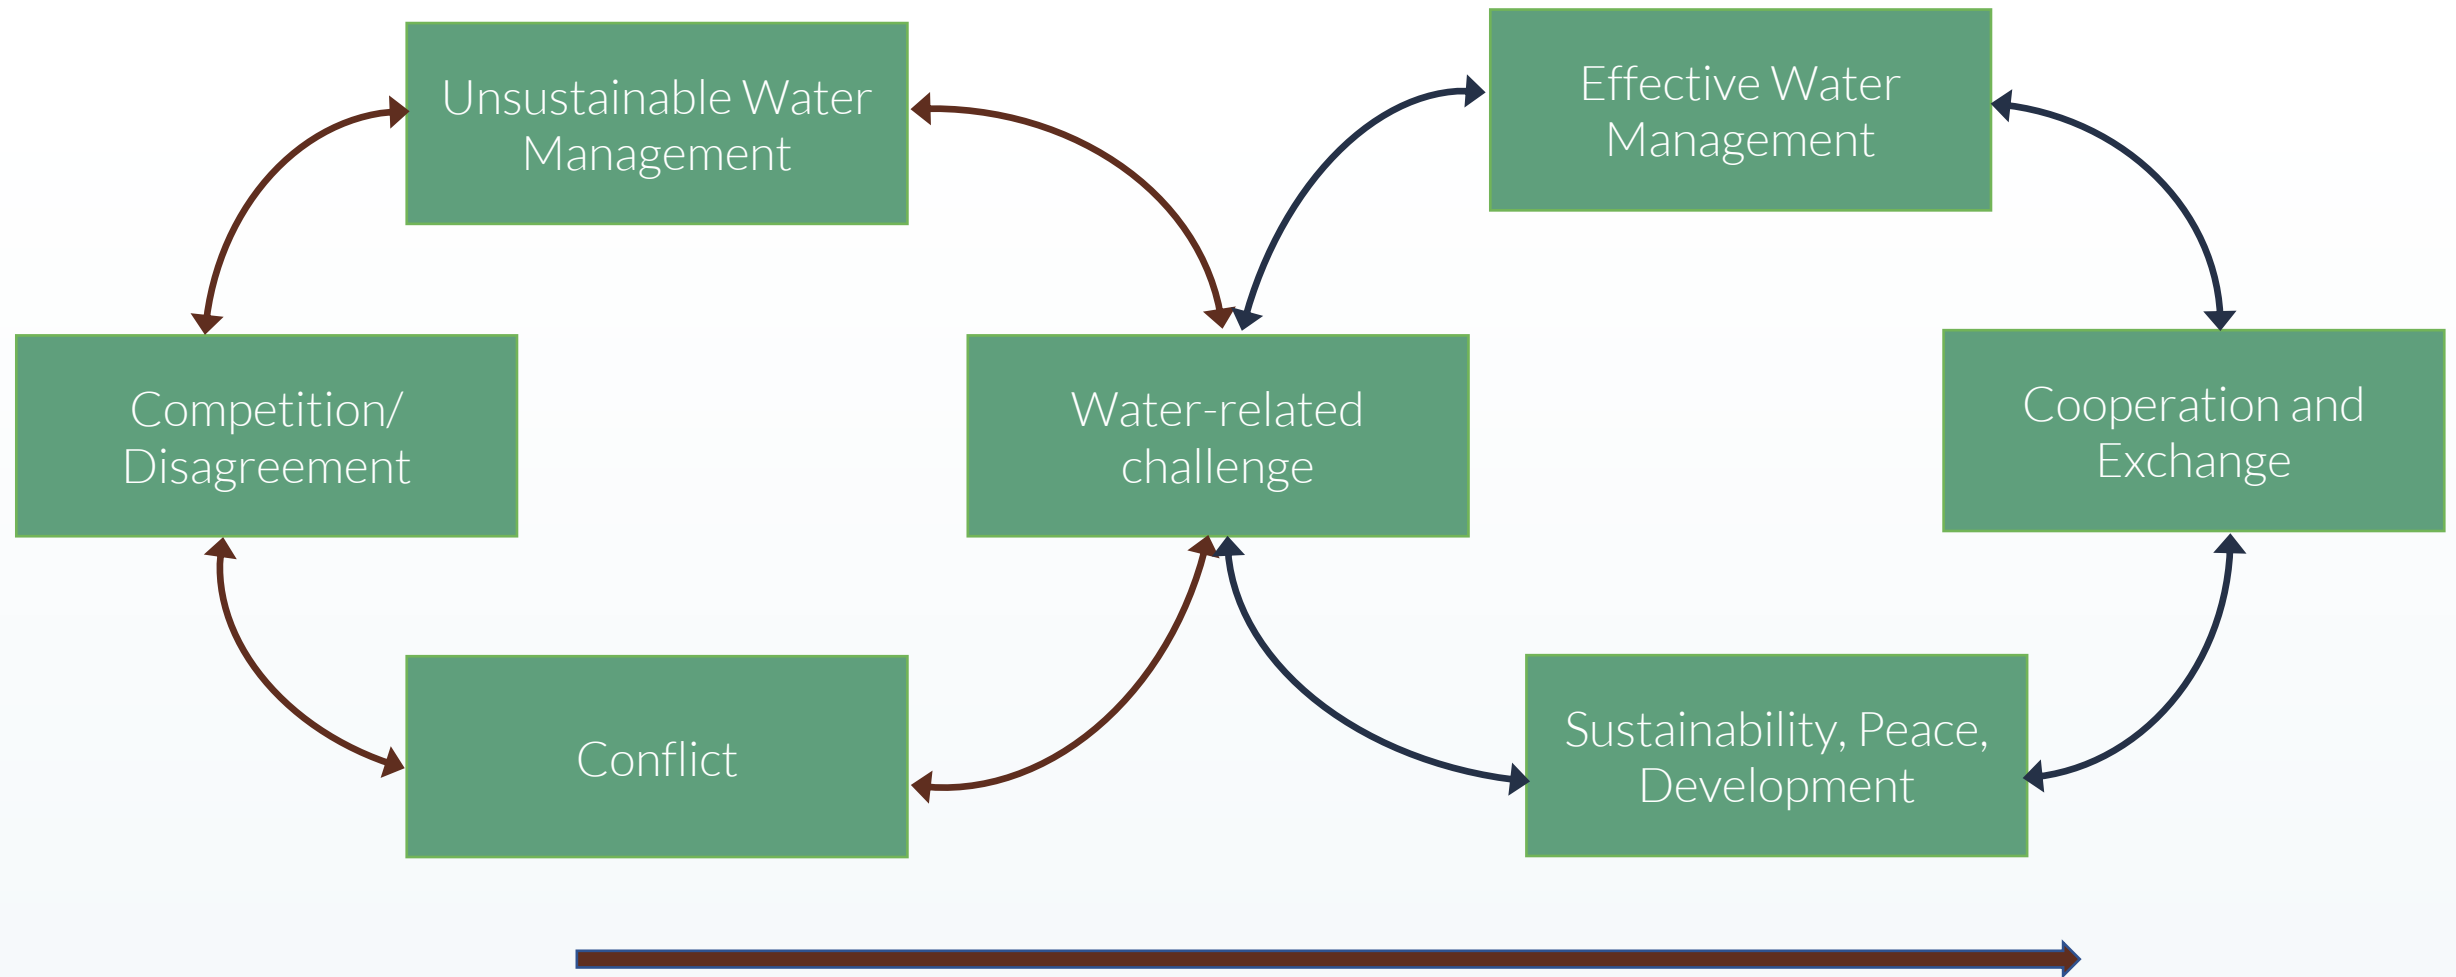 Unsustainable Water
Management
Effective Water
Management
Competition/
Disagreement
Water-related
challenge
Cooperation and
Exchange
Conflict
Sustainability, Peace,
Development